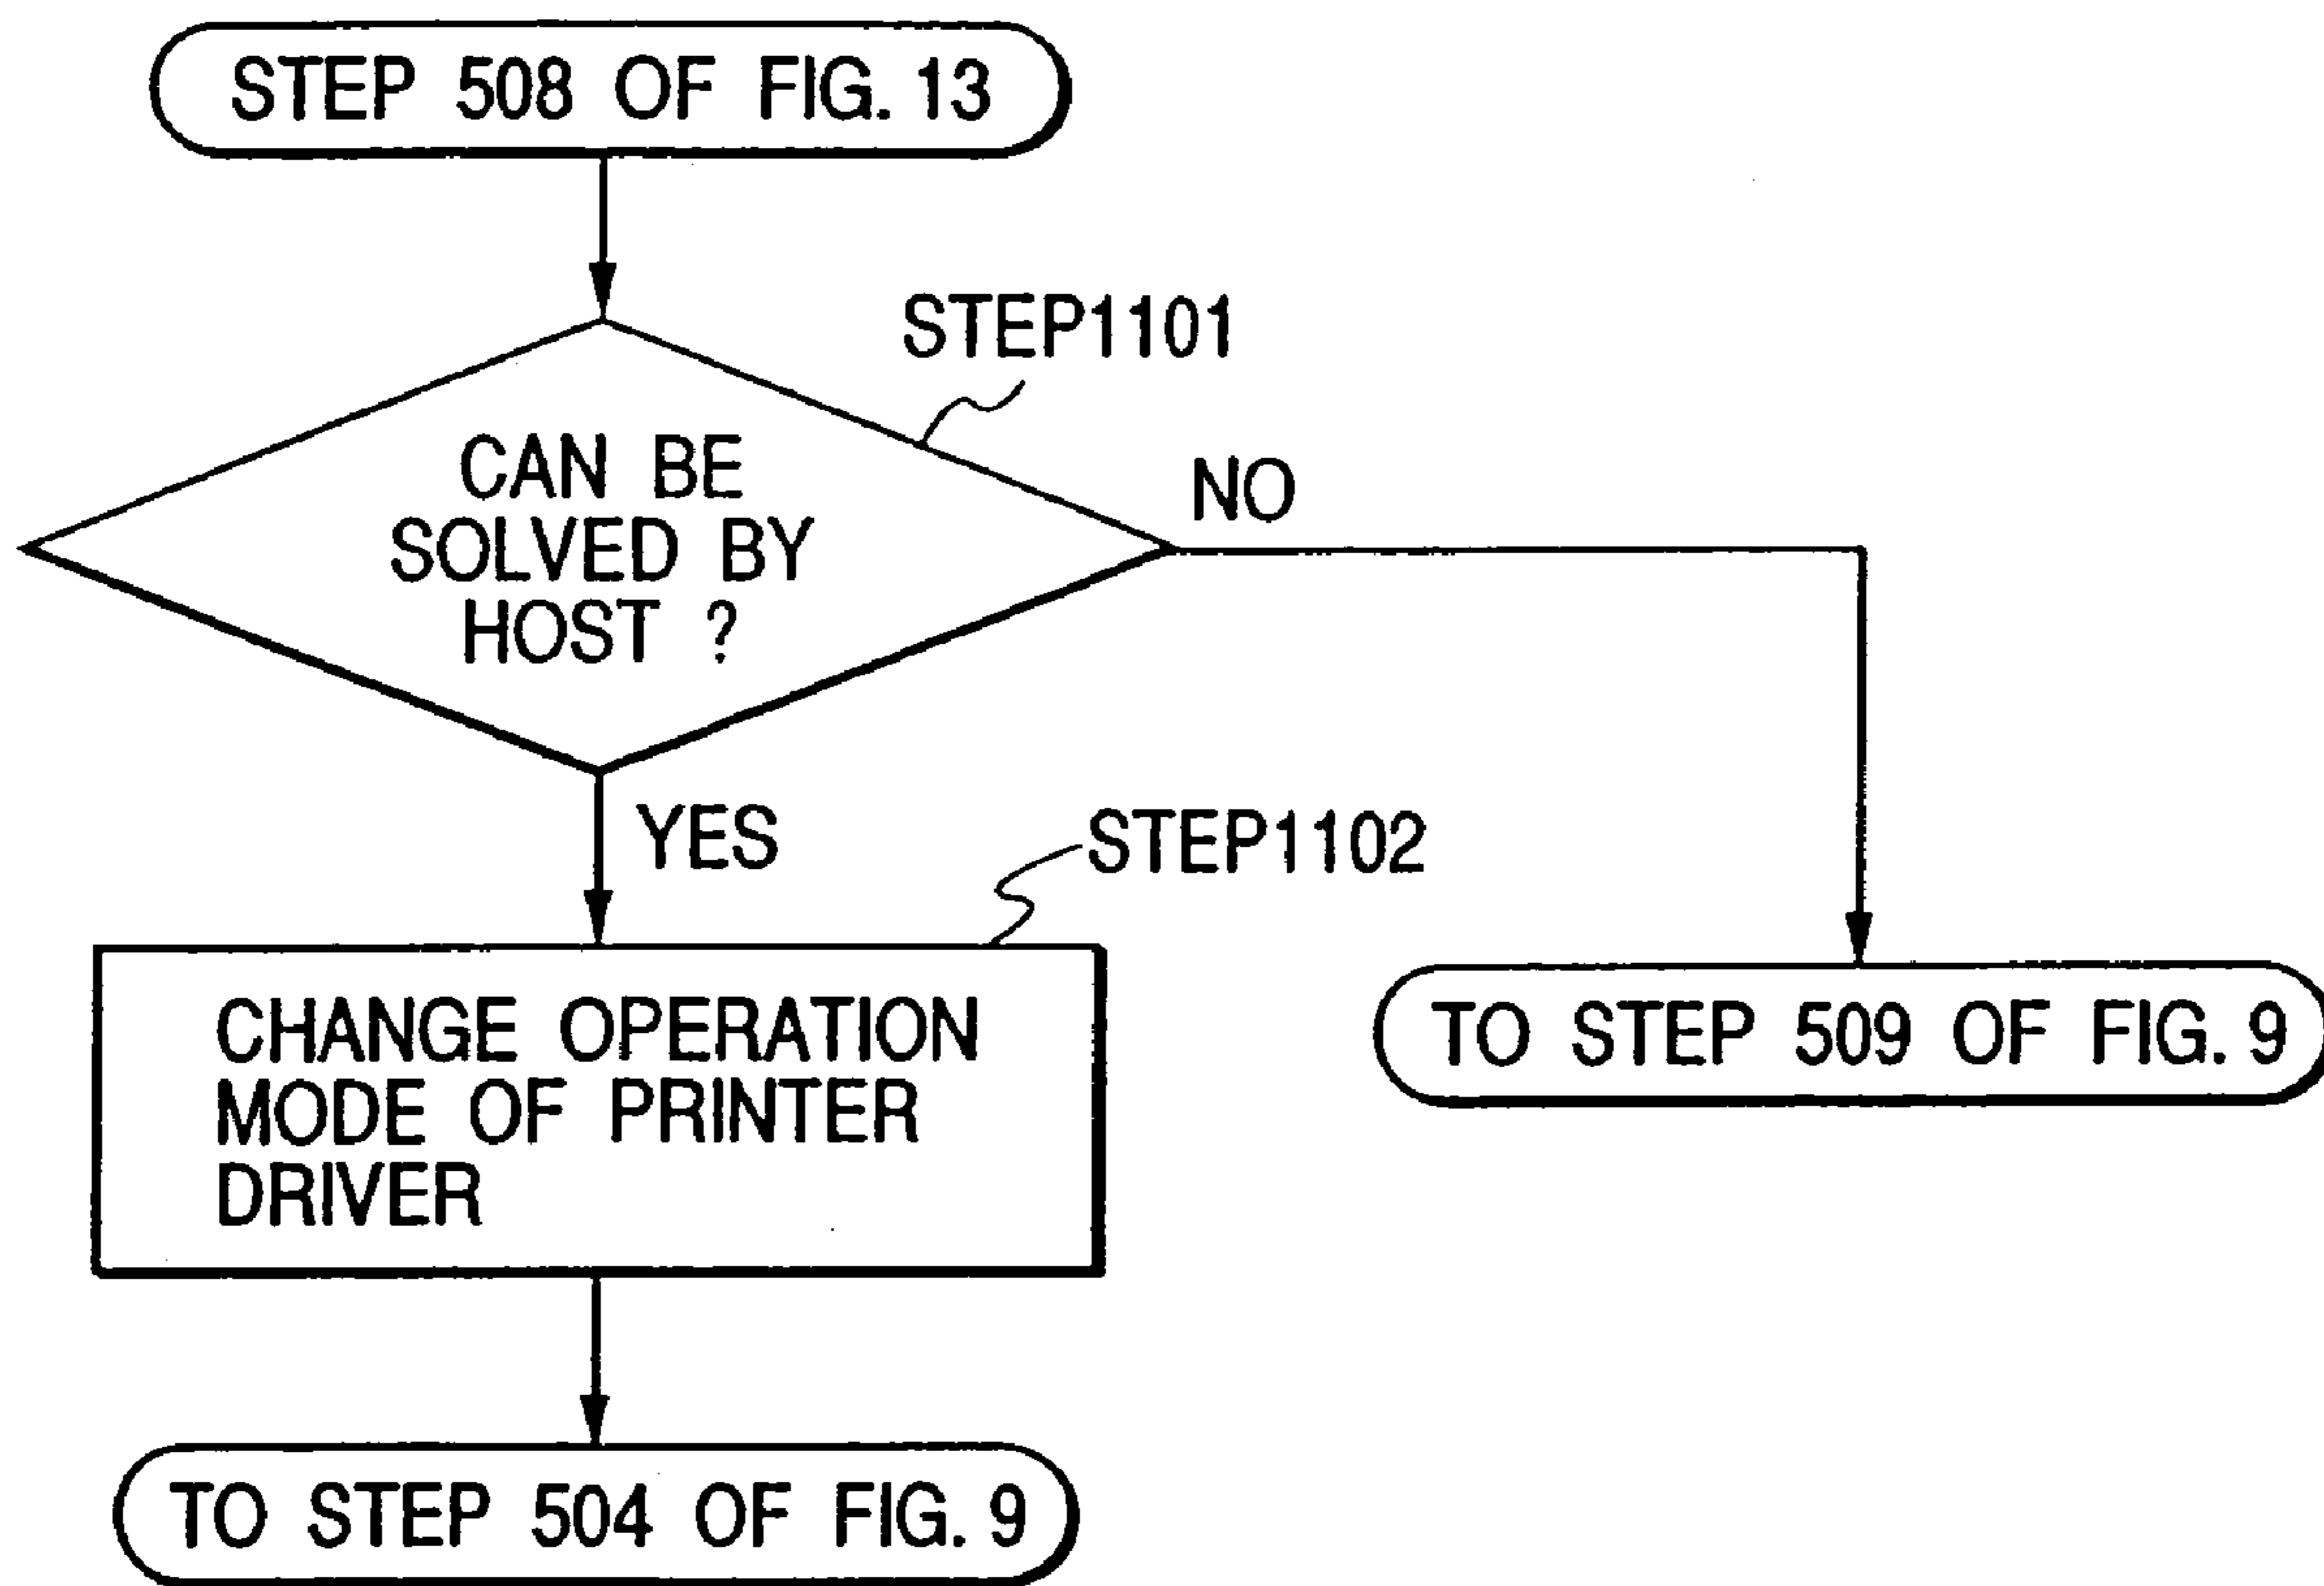 STEP 508 OF FIG. 13
STEP1101
CAN BE
SOLVED BY
HOST ?
NO
YES
STEP1102
CHANGE OPERATION
MODE OF PRINTER
DRIVER
TO STEP 509 OF FIG. 9
TO STEP 504 OF FIG. 9